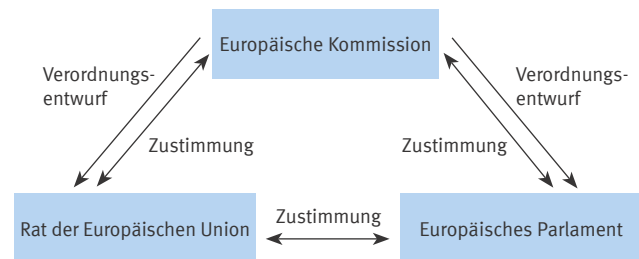 Europäische Kommission
Verordnungs-
entwurf
Verordnungs-
entwurf
Zustimmung
Zustimmung
Rat der Europäischen Union
Zustimmung
Europäisches Parlament